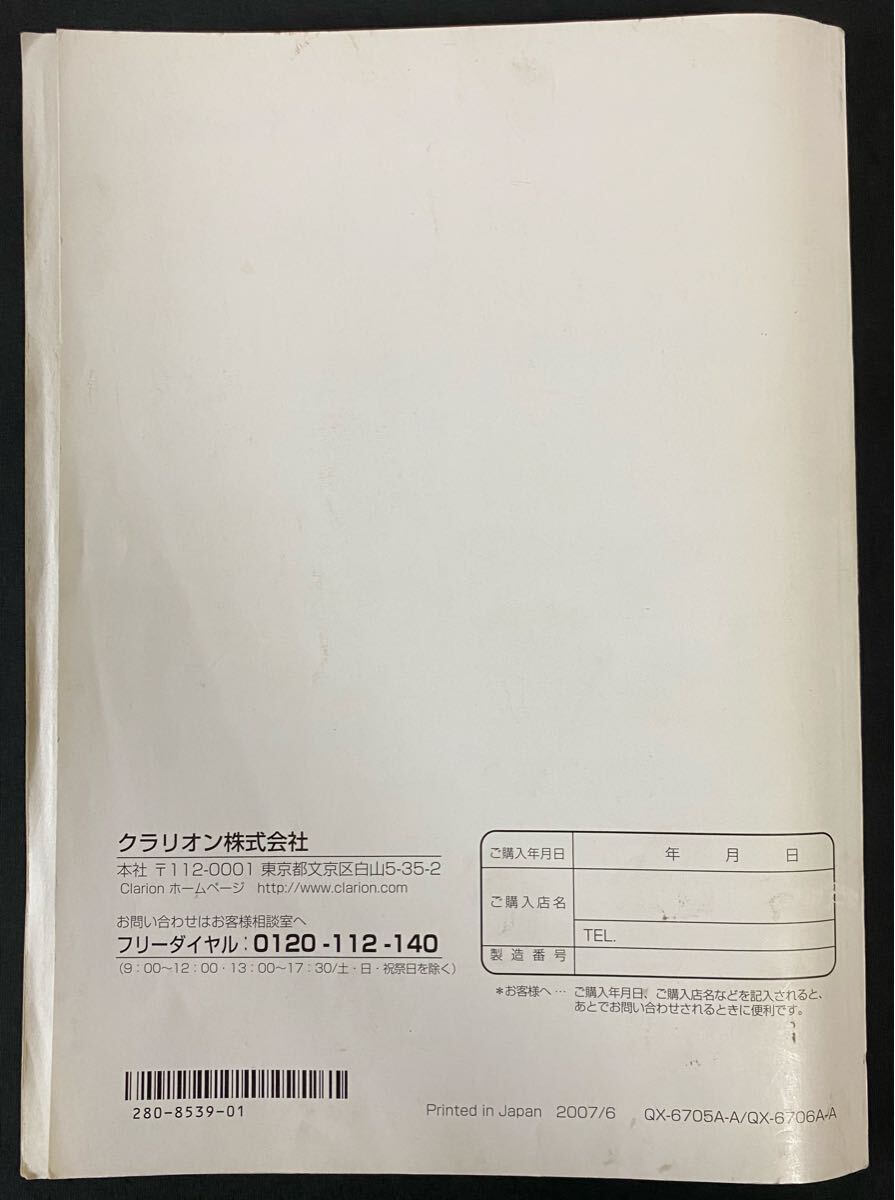 クラリオン株式会社
本社 〒112-0001 東京都文京区白山5-35-2
Clarion ホームページ http://www.clarion.com
お問い合わせはお客様相談室へ
フリーダイヤル：0120-112-140
（9：00〜12：00・13：00〜17：30/土・日・祝祭日を除く）
ご購入年月日 年 月 日
ご購入店名
TEL.
製造番号
＊お客様へ… ご購入年月日、ご購入店名などを記入されると、
あとでお問い合わせされるときに便利です。
280-8539-01
Printed in Japan 2007/6 QX-6705A-A/QX-6706A-A